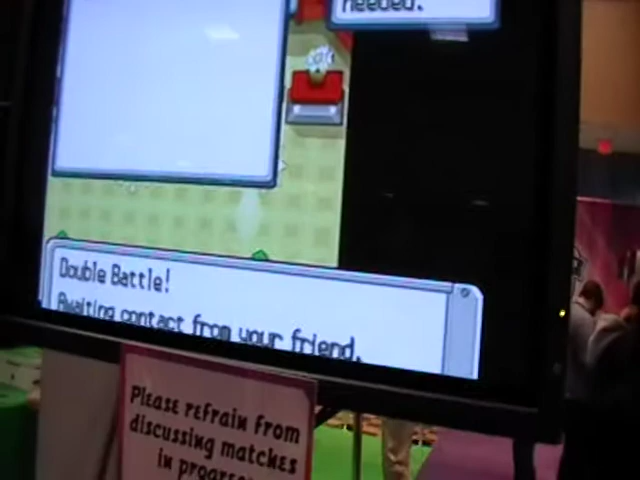 needed.
Double Battle!
Awaiting contact from your friend.
Please refrain from
discussing matches
in progress